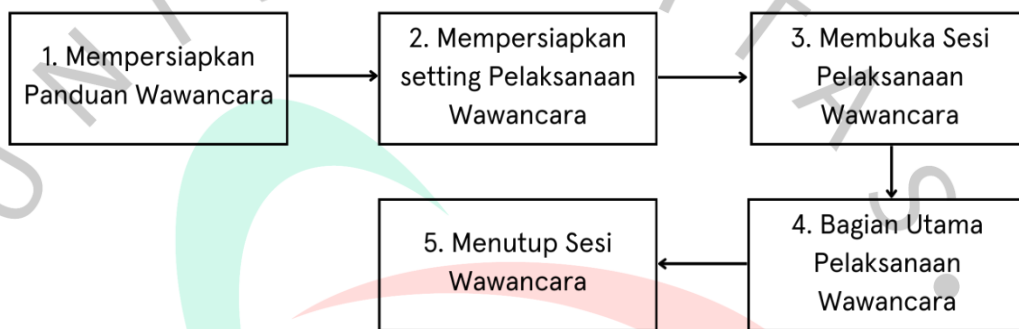 1. Mempersiapkan
Panduan Wawancara
2. Mempersiapkan
setting Pelaksanaan
Wawancara
3. Membuka Sesi
Pelaksanaan
Wawancara
4. Bagian Utama
Pelaksanaan
Wawancara
5. Menutup Sesi
Wawancara